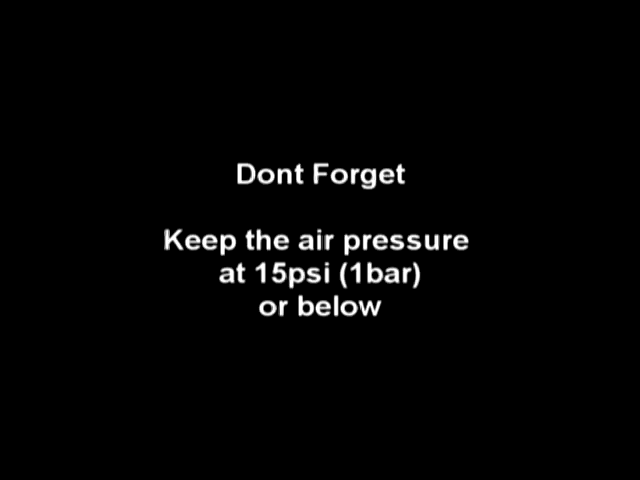 Dont Forget
Keep the air pressure
at 15psi (1bar)
or below